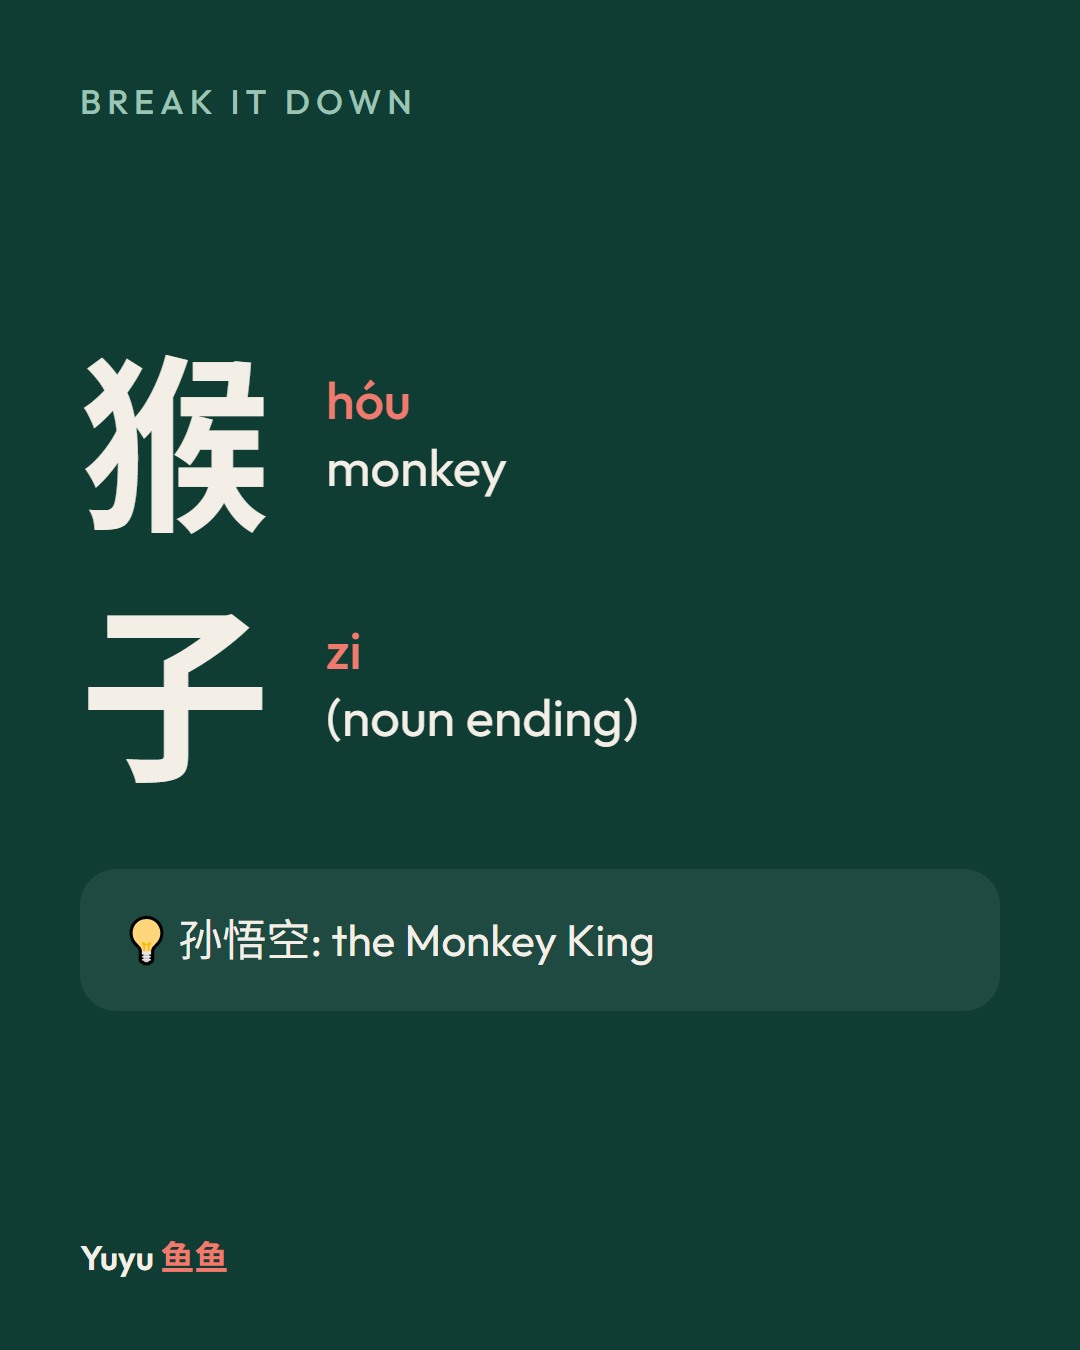 BREAK IT DOWN
猴
hóu
monkey
子
zi
(noun ending)
💡 孙悟空: the Monkey King
Yuyu 鱼鱼